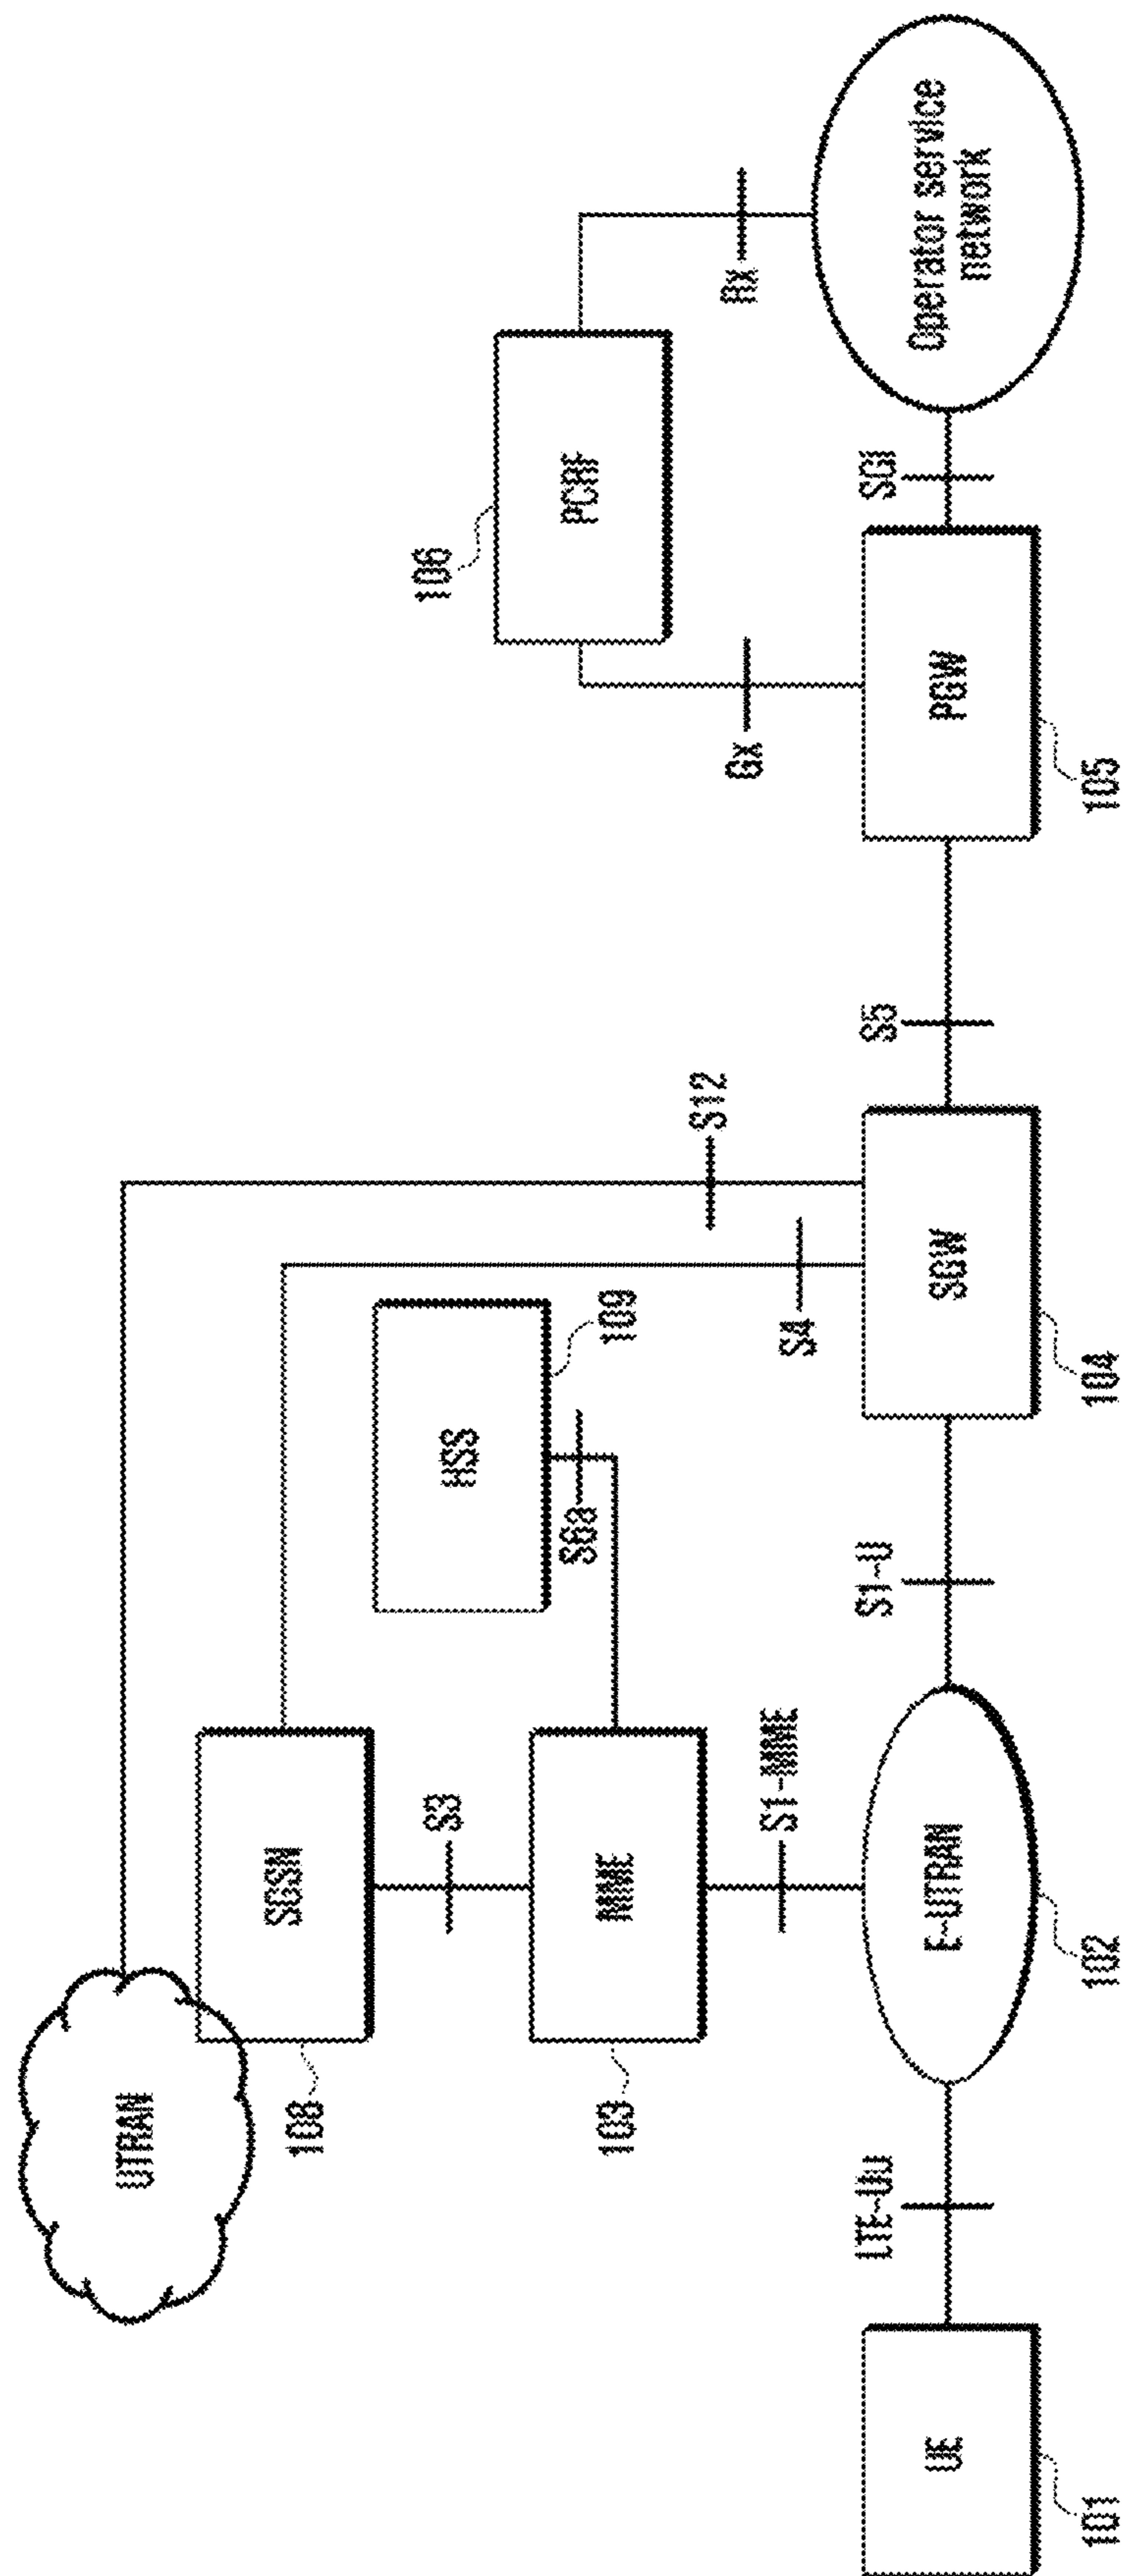 UTRAN
SGSN
108
S3
HSS
109
S6a
MME
103
S1-MME
S12
S4
106
PCRF
Gx
Rx
UE
101
LTE-Uu
E-UTRAN
102
S1-U
SGW
104
S5
PGW
105
SGi
Operator service
network